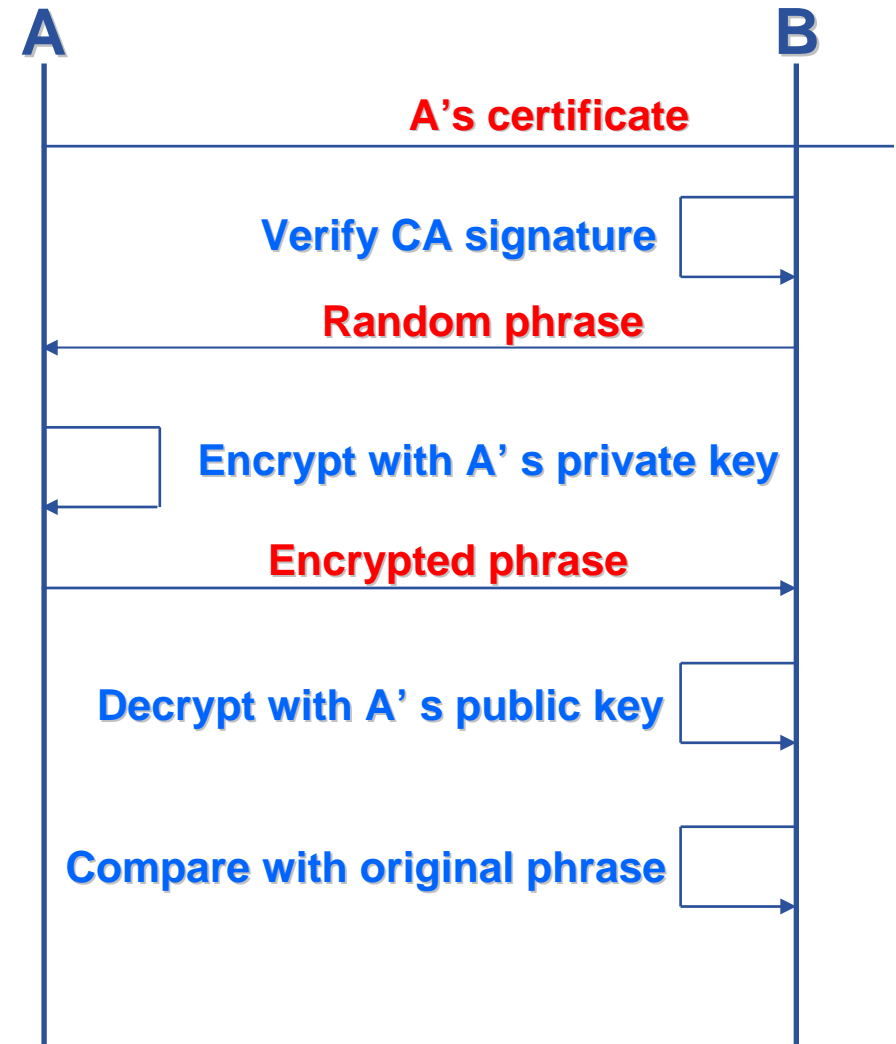 A
B
A’s certificate
Verify CA signature
Random phrase
Encrypt with A’ s private key
Encrypted phrase
Decrypt with A’ s public key
Compare with original phrase